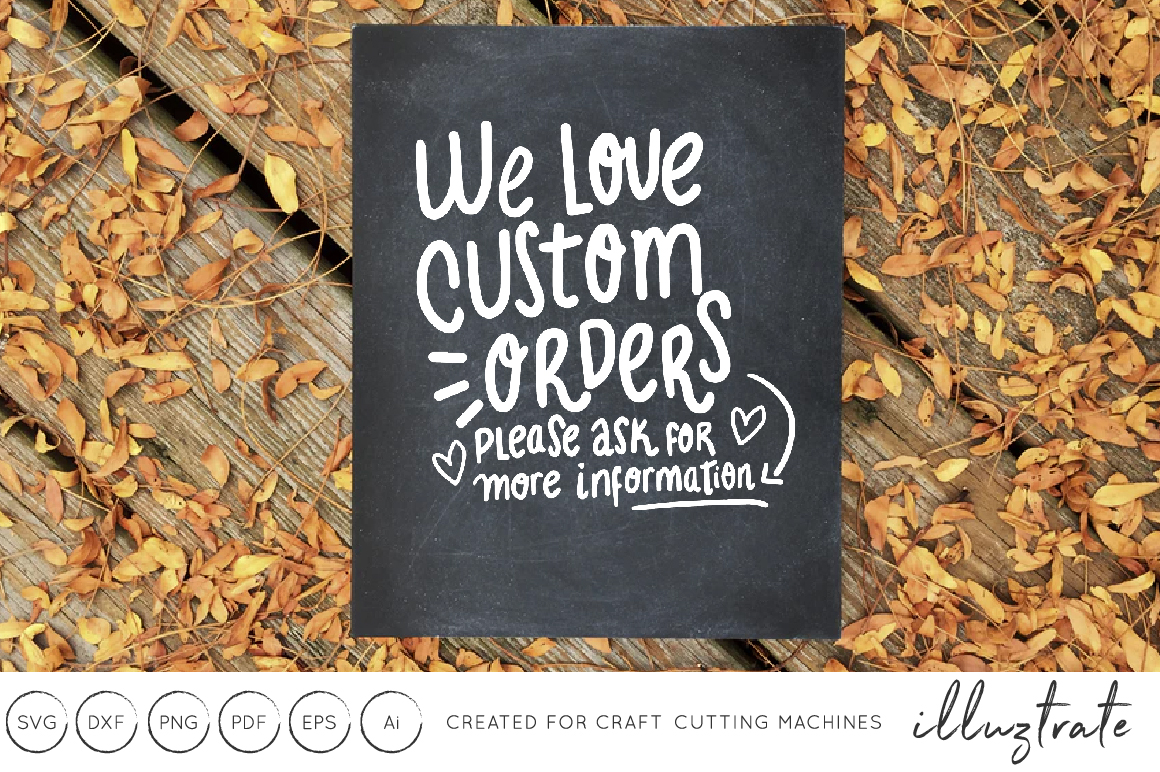 We Love
Custom
Orders
Please ask for
more information
SVG DXF PNG PDF EPS Ai CREATED FOR CRAFT CUTTING MACHINES illuztrate